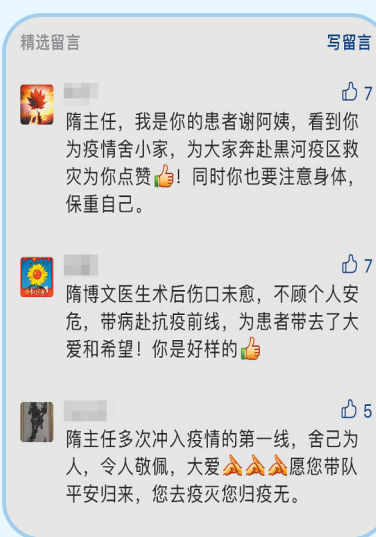 精选留言 写留言
7
隋主任，我是你的患者谢阿姨，看到你
为疫情舍小家，为大家奔赴黑河疫区救
灾为你点赞👍！同时你也要注意身体，
保重自己。
7
隋博文医生术后伤口未愈，不顾个人安
危，带病赴抗疫前线，为患者带去了大
爱和希望！你是好样的👍
5
隋主任多次冲入疫情的第一线，舍己为
人，令人敬佩，大爱🙏🙏🙏愿您带队
平安归来，您去疫灭您归疫无。